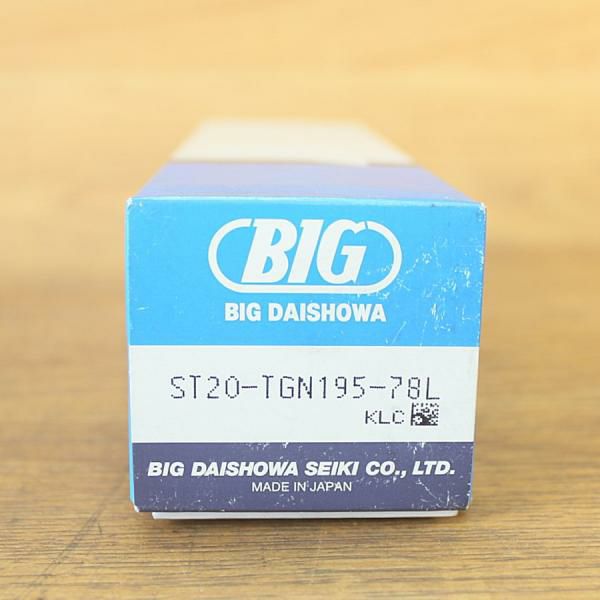 BIG
BIG DAISHOWA
ST20-TGN195-78L
KLC
BIG DAISHOWA SEIKI CO., LTD.
MADE IN JAPAN